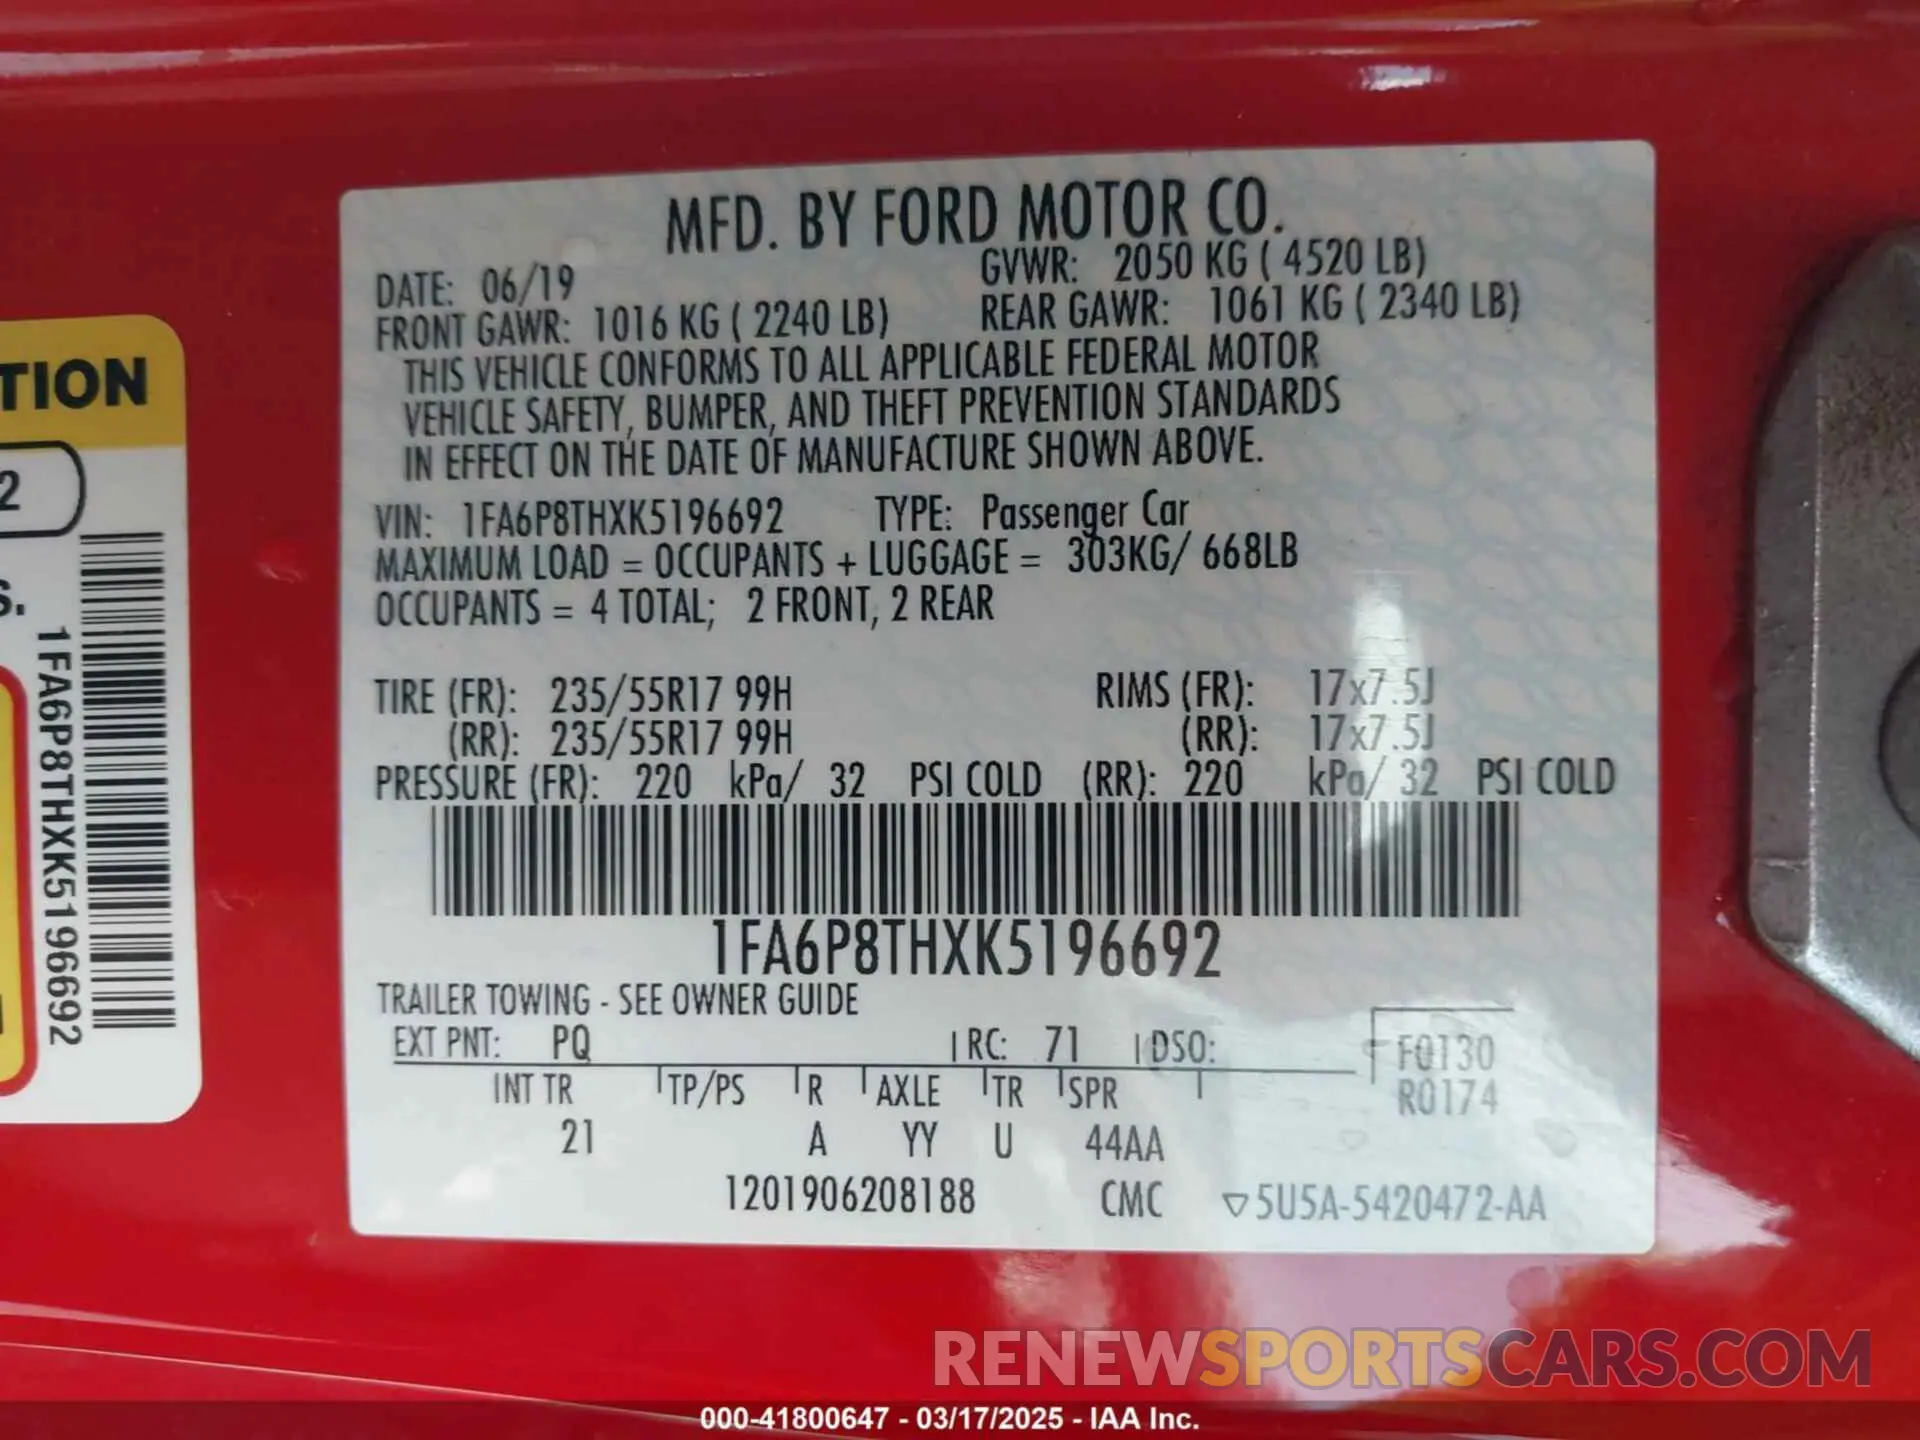 MFD. BY FORD MOTOR CO.
DATE: 06/19 GVWR: 2050 KG ( 4520 LB)
FRONT GAWR: 1016 KG ( 2240 LB) REAR GAWR: 1061 KG ( 2340 LB)
THIS VEHICLE CONFORMS TO ALL APPLICABLE FEDERAL MOTOR
VEHICLE SAFETY, BUMPER, AND THEFT PREVENTION STANDARDS
IN EFFECT ON THE DATE OF MANUFACTURE SHOWN ABOVE.
VIN: 1FA6P8THXK5196692 TYPE: Passenger Car
MAXIMUM LOAD = OCCUPANTS + LUGGAGE = 303KG/ 668LB
OCCUPANTS = 4 TOTAL; 2 FRONT, 2 REAR
TIRE (FR): 235/55R17 99H RIMS (FR): 17x7.5J
(RR): 235/55R17 99H (RR): 17x7.5J
PRESSURE (FR): 220 kPa/ 32 PSI COLD (RR): 220 kPa/ 32 PSI COLD
1FA6P8THXK5196692
TRAILER TOWING - SEE OWNER GUIDE
EXT PNT: PQ RC: 71 DSO: F0130
R0174
INT TR TP/PS R AXLE TR SPR
21 A YY U 44AA
1201906208188 CMC ▽5U5A-5420472-AA
TION
2
S.
1FA6P8THXK5196692
RENEWSPORTSCARS.COM
000-41800647 - 03/17/2025 - IAA Inc.